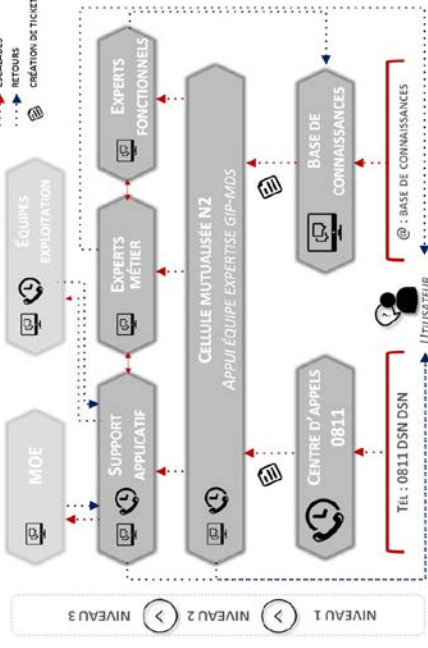 ESCALADES
RETOURS
CRÉATION DE TICKET
MOE
ÉQUIPES
EXPLOITATION
SUPPORT
APPLICATIF
EXPERTS
MÉTIER
EXPERTS
FONCTIONNELS
CELLULE MUTUALISÉE N2
APPUI ÉQUIPE EXPERTISE GIP-MDS
CENTRE D'APPELS
0811
BASE DE
CONNAISSANCES
TÉL : 0811 DSN DSN
@ : BASE DE CONNAISSANCES
UTILISATEUR
NIVEAU 3
NIVEAU 2
NIVEAU 1